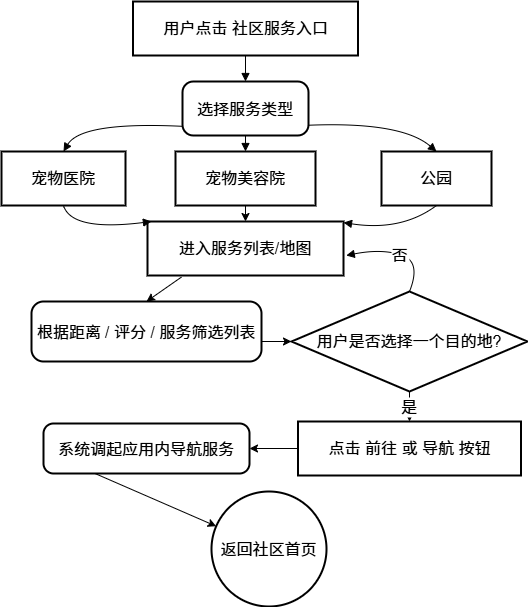 用户点击 社区服务入口
选择服务类型
宠物医院
宠物美容院
公园
进入服务列表/地图
否
根据距离 / 评分 / 服务筛选列表
用户是否选择一个目的地?
是
系统调起应用内导航服务
点击 前往 或 导航 按钮
返回社区首页